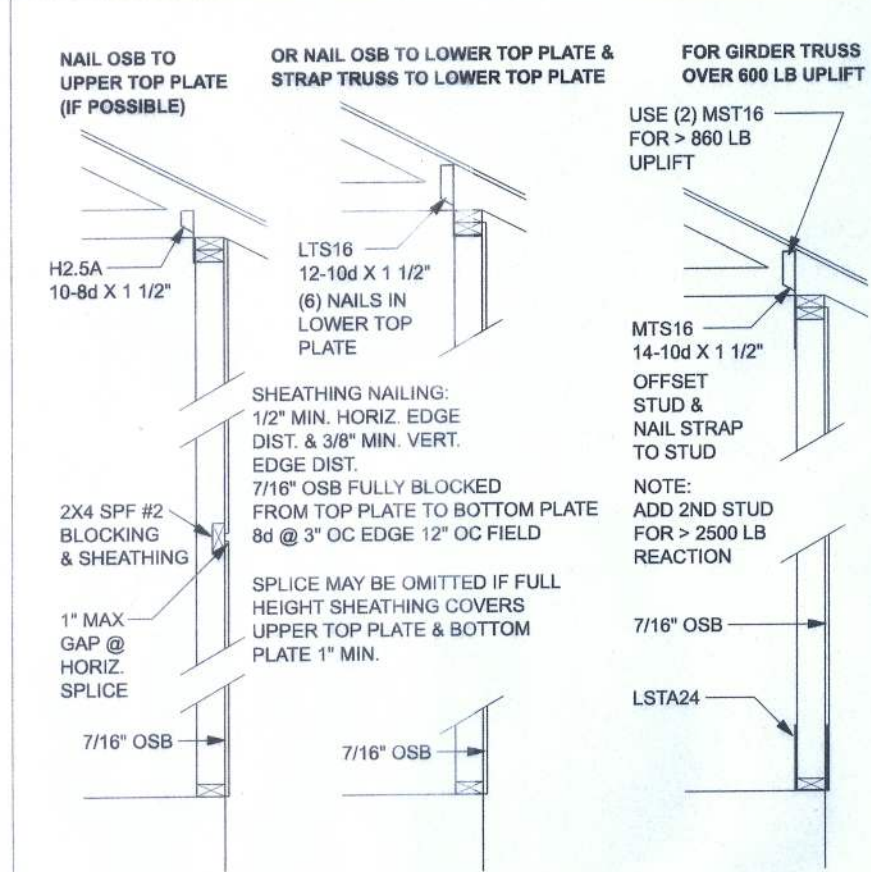 NAIL OSB TO
UPPER TOP PLATE
(IF POSSIBLE)
H2.5A
10-8d X 1 1/2"
2X4 SPF #2
BLOCKING
& SHEATHING
1" MAX
GAP @
HORIZ.
SPLICE
7/16" OSB
OR NAIL OSB TO LOWER TOP PLATE &
STRAP TRUSS TO LOWER TOP PLATE
LTS16
12-10d X 1 1/2"
(6) NAILS IN
LOWER TOP
PLATE
SHEATHING NAILING:
1/2" MIN. HORIZ. EDGE
DIST. & 3/8" MIN. VERT.
EDGE DIST.
7/16" OSB FULLY BLOCKED
FROM TOP PLATE TO BOTTOM PLATE
8d @ 3" OC EDGE 12" OC FIELD
SPLICE MAY BE OMITTED IF FULL
HEIGHT SHEATHING COVERS
UPPER TOP PLATE & BOTTOM
PLATE 1" MIN.
7/16" OSB
FOR GIRDER TRUSS
OVER 600 LB UPLIFT
USE (2) MST16
FOR > 860 LB
UPLIFT
MTS16
14-10d X 1 1/2"
OFFSET
STUD &
NAIL STRAP
TO STUD
NOTE:
ADD 2ND STUD
FOR > 2500 LB
REACTION
7/16" OSB
LSTA24